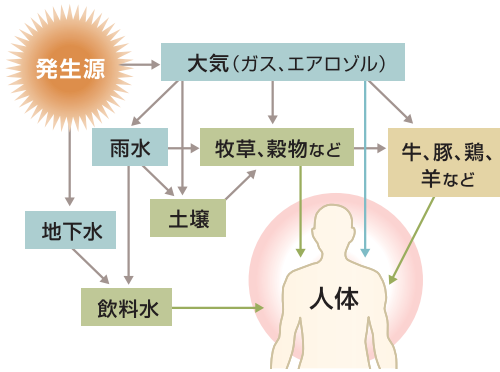 発生源
大気（ガス、エアロゾル）
雨水
牧草、穀物など
牛、豚、鶏、
羊など
土壌
地下水
飲料水
人体